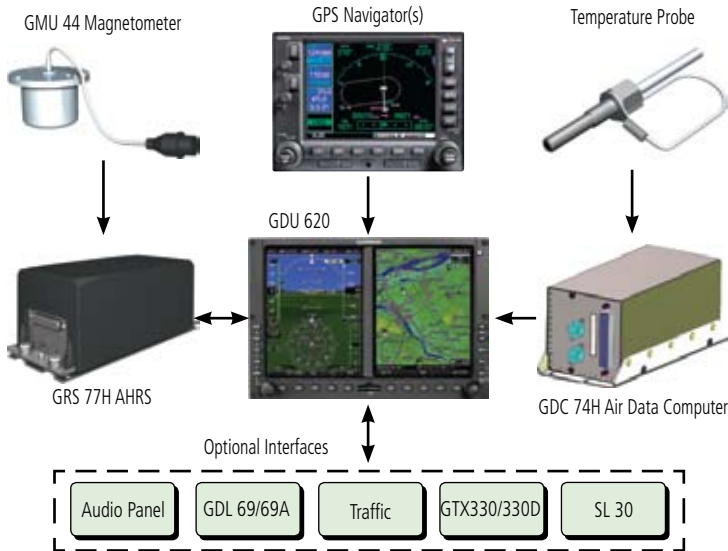 GMU 44 Magnetometer
GPS Navigator(s)
Temperature Probe
GDU 620
GRS 77H AHRS
GDC 74H Air Data Computer
Optional Interfaces
Audio Panel
GDL 69/69A
Traffic
GTX330/330D
SL 30